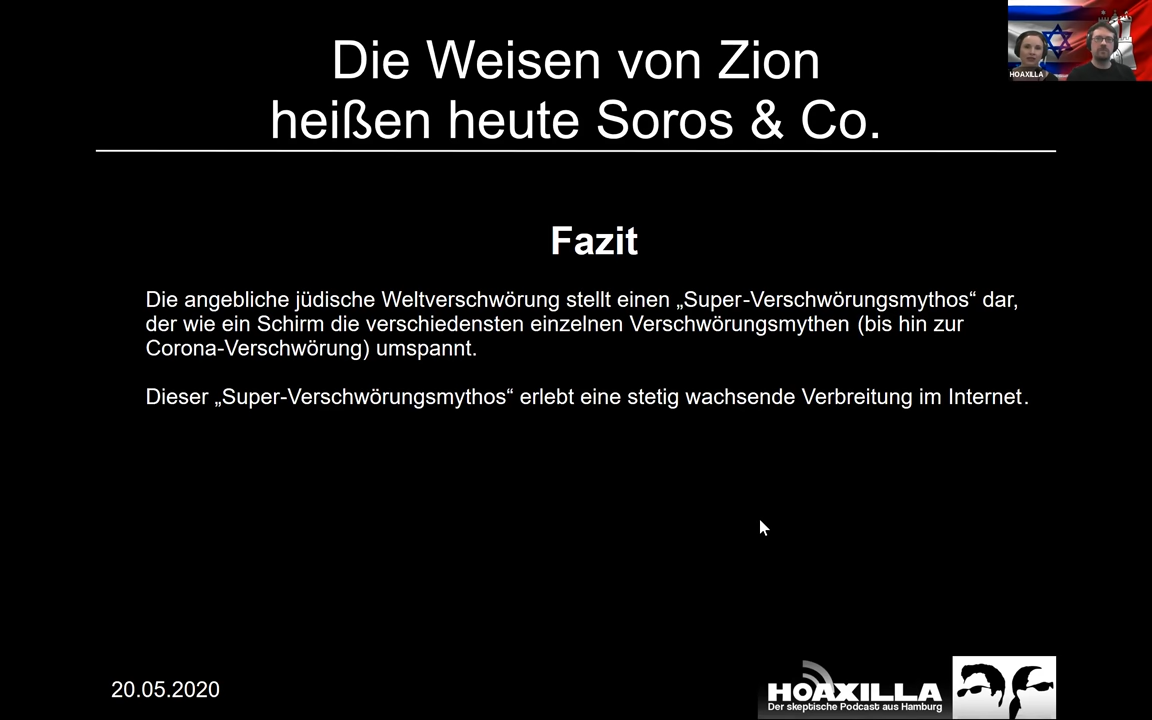 Die Weisen von Zion
heißen heute Soros & Co.
HOAXILLA
Fazit
Die angebliche jüdische Weltverschwörung stellt einen „Super-Verschwörungsmythos“ dar,
der wie ein Schirm die verschiedensten einzelnen Verschwörungsmythen (bis hin zur
Corona-Verschwörung) umspannt.
Dieser „Super-Verschwörungsmythos“ erlebt eine stetig wachsende Verbreitung im Internet.
20.05.2020
HOAXILLA
Der skeptische Podcast aus Hamburg